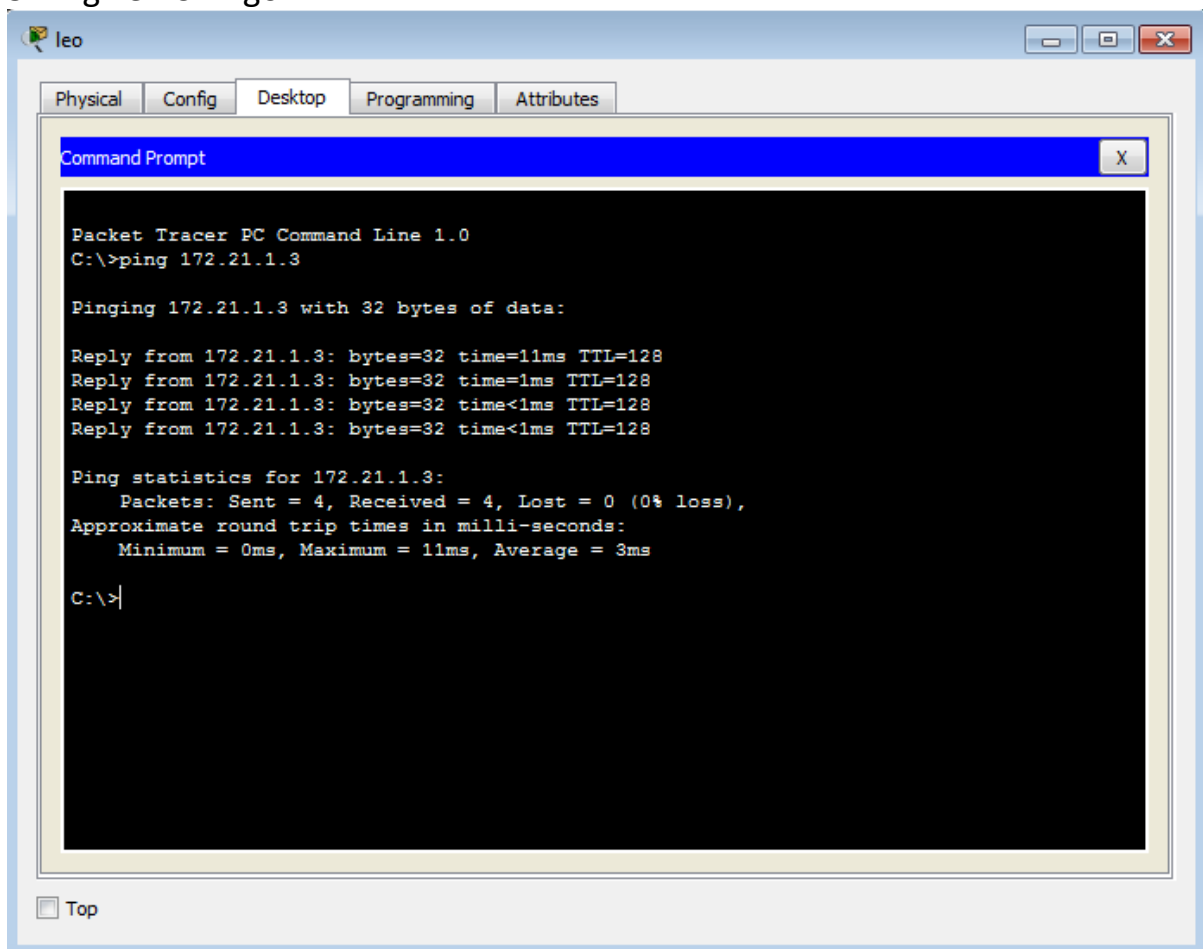 leo
Physical Config Desktop Programming Attributes
Command Prompt X
Packet Tracer PC Command Line 1.0
C:\>ping 172.21.1.3
Pinging 172.21.1.3 with 32 bytes of data:
Reply from 172.21.1.3: bytes=32 time=11ms TTL=128
Reply from 172.21.1.3: bytes=32 time=1ms TTL=128
Reply from 172.21.1.3: bytes=32 time<1ms TTL=128
Reply from 172.21.1.3: bytes=32 time<1ms TTL=128
Ping statistics for 172.21.1.3:
Packets: Sent = 4, Received = 4, Lost = 0 (0% loss),
Approximate round trip times in milli-seconds:
Minimum = 0ms, Maximum = 11ms, Average = 3ms
C:\>
Top